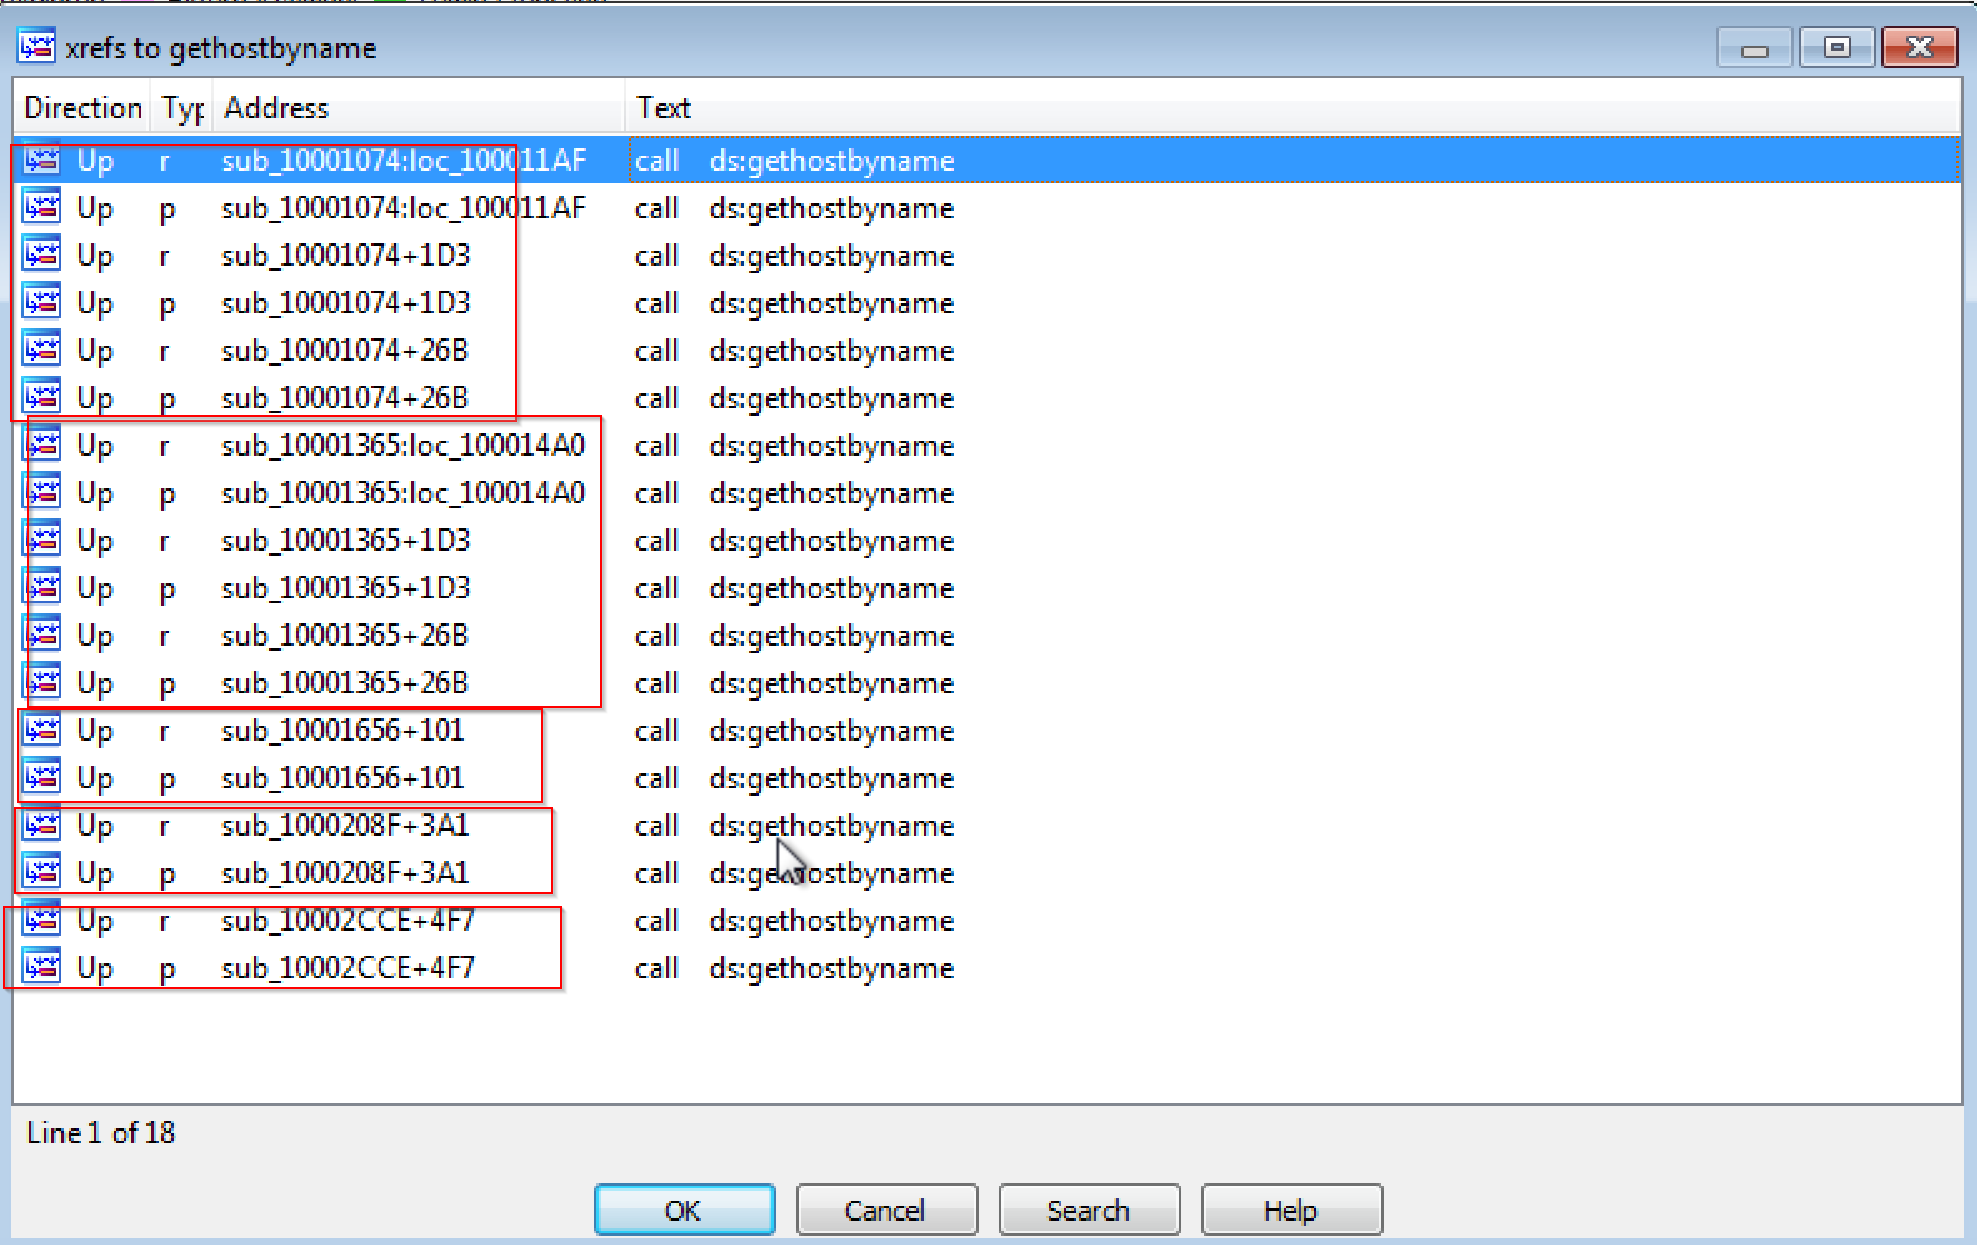 xrefs to gethostbyname
Direction Typ Address Text
Up r sub_10001074:loc_100011AF call ds:gethostbyname
Up p sub_10001074:loc_100011AF call ds:gethostbyname
Up r sub_10001074+1D3 call ds:gethostbyname
Up p sub_10001074+1D3 call ds:gethostbyname
Up r sub_10001074+26B call ds:gethostbyname
Up p sub_10001074+26B call ds:gethostbyname
Up r sub_10001365:loc_100014A0 call ds:gethostbyname
Up p sub_10001365:loc_100014A0 call ds:gethostbyname
Up r sub_10001365+1D3 call ds:gethostbyname
Up p sub_10001365+1D3 call ds:gethostbyname
Up r sub_10001365+26B call ds:gethostbyname
Up p sub_10001365+26B call ds:gethostbyname
Up r sub_10001656+101 call ds:gethostbyname
Up p sub_10001656+101 call ds:gethostbyname
Up r sub_1000208F+3A1 call ds:gethostbyname
Up p sub_1000208F+3A1 call ds:gethostbyname
Up r sub_10002CCE+4F7 call ds:gethostbyname
Up p sub_10002CCE+4F7 call ds:gethostbyname
Line 1 of 18
OK Cancel Search Help